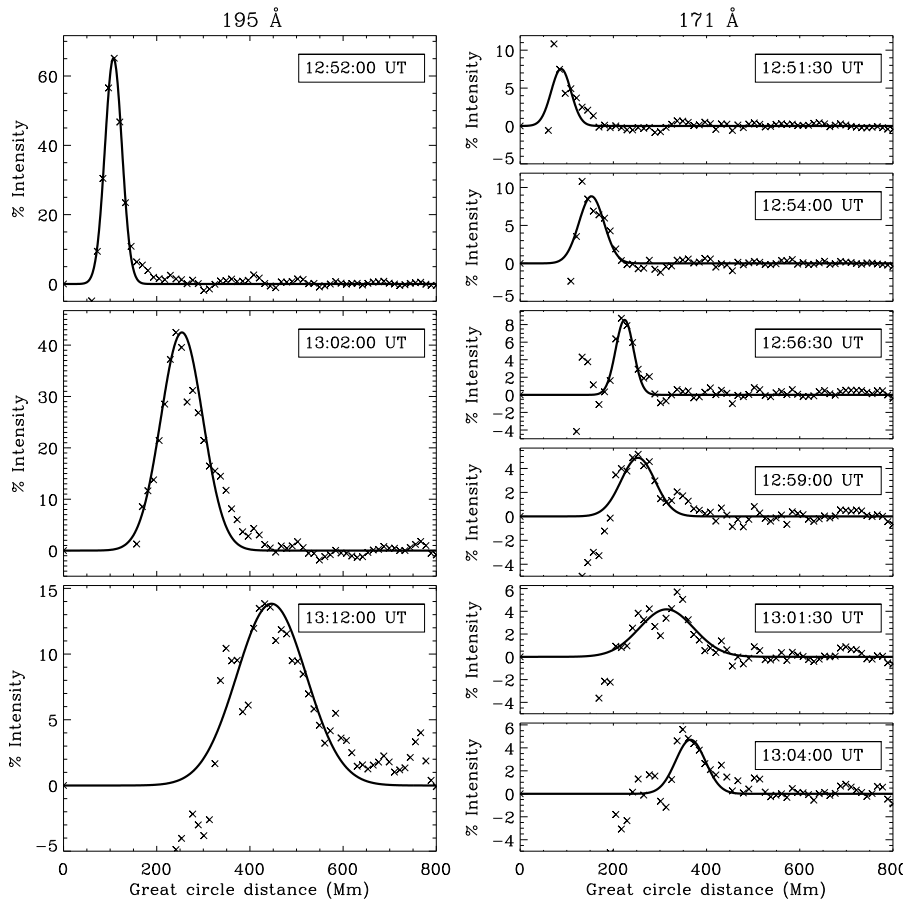 195 Å
171 Å
12:52:00 UT
60
40
20
0
% Intensity
13:02:00 UT
40
30
20
10
0
% Intensity
13:12:00 UT
15
10
5
0
−5
% Intensity
0 200 400 600 800
Great circle distance (Mm)
12:51:30 UT
10
5
0
−5
% Intensity
12:54:00 UT
10
5
0
−5
% Intensity
12:56:30 UT
8
6
4
2
0
−2
−4
% Intensity
12:59:00 UT
4
2
0
−2
−4
% Intensity
13:01:30 UT
6
4
2
0
−2
−4
% Intensity
13:04:00 UT
6
4
2
0
−2
−4
% Intensity
0 200 400 600 800
Great circle distance (Mm)